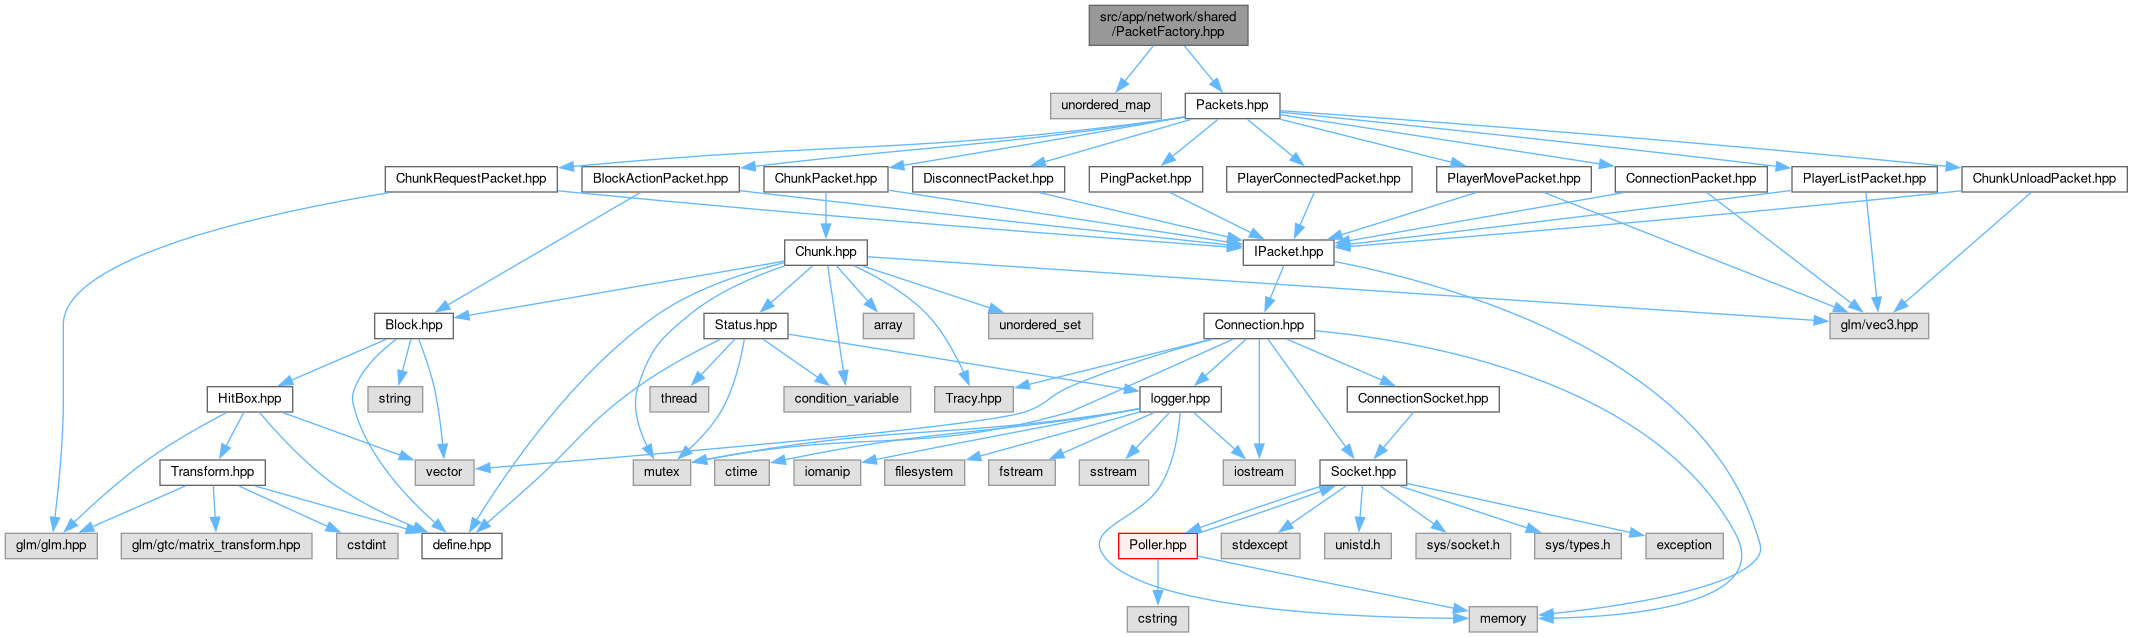 src/app/network/shared
/PacketFactory.hpp
unordered_map
Packets.hpp
ChunkRequestPacket.hpp
BlockActionPacket.hpp
ChunkPacket.hpp
DisconnectPacket.hpp
PingPacket.hpp
PlayerConnectedPacket.hpp
PlayerMovePacket.hpp
ConnectionPacket.hpp
PlayerListPacket.hpp
ChunkUnloadPacket.hpp
Chunk.hpp
IPacket.hpp
Block.hpp
Status.hpp
array
unordered_set
Connection.hpp
glm/vec3.hpp
HitBox.hpp
string
thread
condition_variable
Tracy.hpp
logger.hpp
ConnectionSocket.hpp
Transform.hpp
vector
mutex
ctime
iomanip
filesystem
fstream
sstream
iostream
Socket.hpp
glm/glm.hpp
glm/gtc/matrix_transform.hpp
cstdint
define.hpp
Poller.hpp
stdexcept
unistd.h
sys/socket.h
sys/types.h
exception
cstring
memory